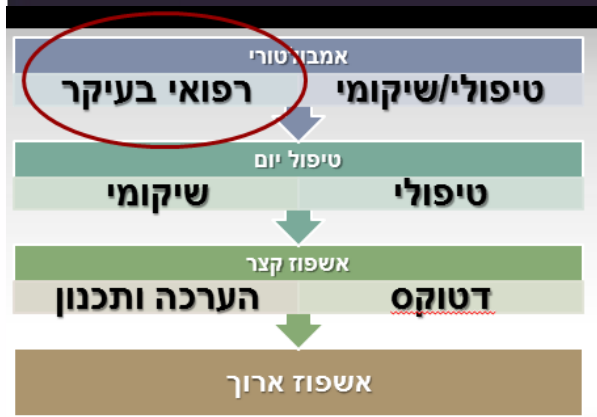 אמבולטורי
טיפולי/שיקומי רפואי בעיקר
טיפול יום
טיפולי שיקומי
אשפוז קצר
דטוקס הערכה ותכנון
אשפוז ארוך